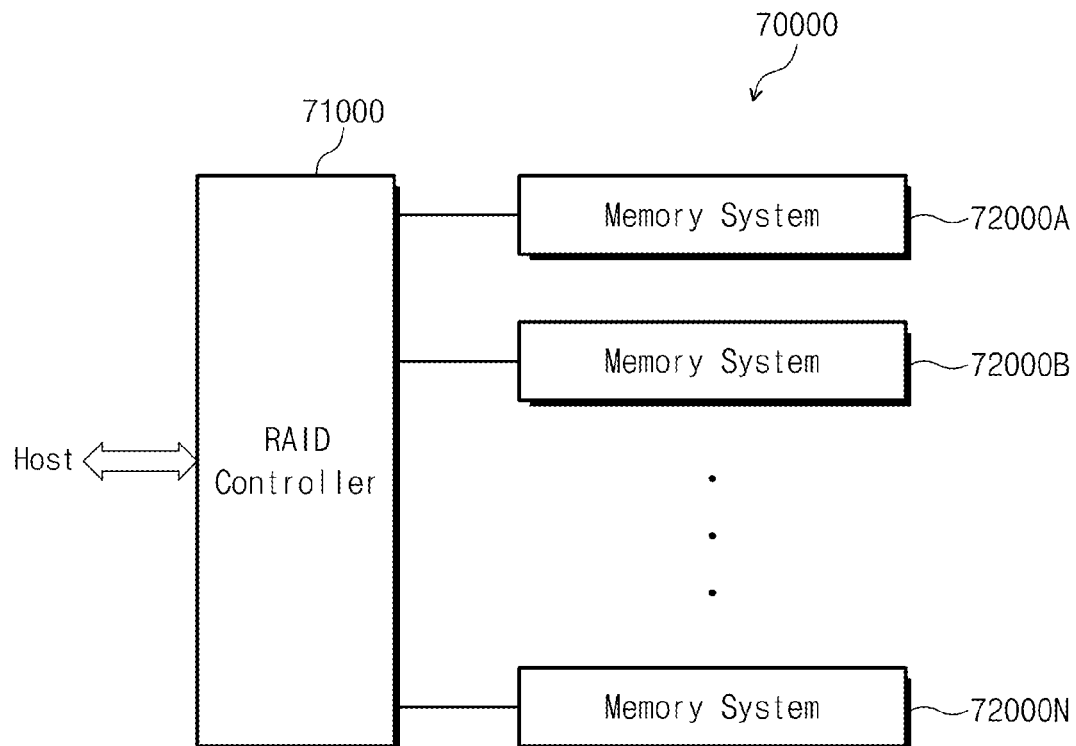 70000
71000
Memory System
72000A
Memory System
72000B
Host
RAID
Controller
Memory System
72000N